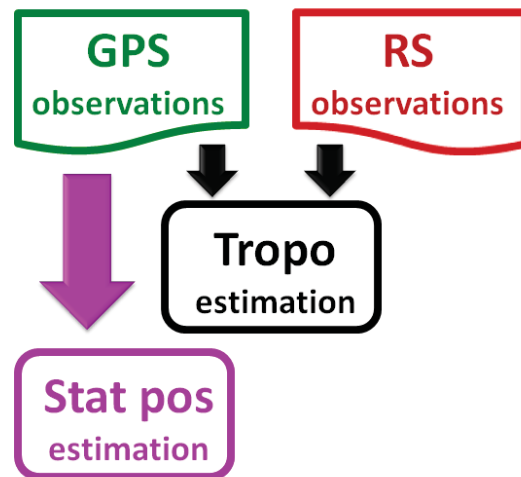 GPS
observations
RS
observations
Tropo
estimation
Stat pos
estimation